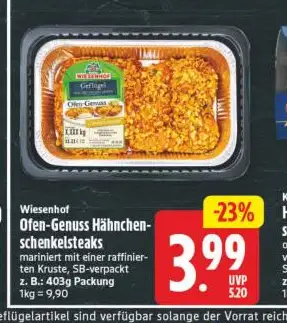 WIESENHOF
Geflügel
Ofen-Genuss
-23%
Wiesenhof
Ofen-Genuss Hähnchen-
schenkelsteaks
mariniert mit einer raffinier-
ten Kruste, SB-verpackt
z. B.: 403g Packung
1kg = 9,90
3.99
UVP
5.20
eflügelartikel sind verfügbar solange der Vorrat reich